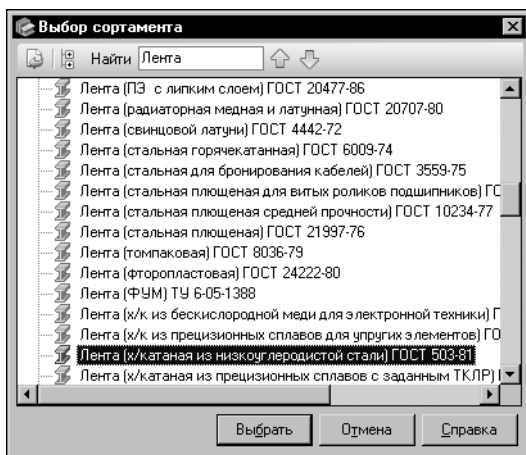 Выбор сортамента
Найти Лента
Лента (ПЭ с липким слоем) ГОСТ 20477-86
Лента (радиаторная медная и латунная) ГОСТ 20707-80
Лента (свинцовой латуни) ГОСТ 4442-72
Лента (стальная горячекатанная) ГОСТ 6009-74
Лента (стальная для бронирования кабелей) ГОСТ 3559-75
Лента (стальная плющеная для витых роликов подшипников) ГО
Лента (стальная плющеная средней прочности) ГОСТ 10234-77
Лента (стальная плющеная) ГОСТ 21997-76
Лента (томпаковая) ГОСТ 8036-79
Лента (фторопластовая) ГОСТ 24222-80
Лента (ФУМ) ТУ 6-05-1388
Лента (х/к из бескислородной меди для электронной техники) Г
Лента (х/к из прецизионных сплавов для упругих элементов) ГО
Лента (х/катаная из низкоуглеродистой стали) ГОСТ 503-81
Лента (х/катаная из прецизионных сплавов с заданным ТКЛР)
Выбрать Отмена Справка